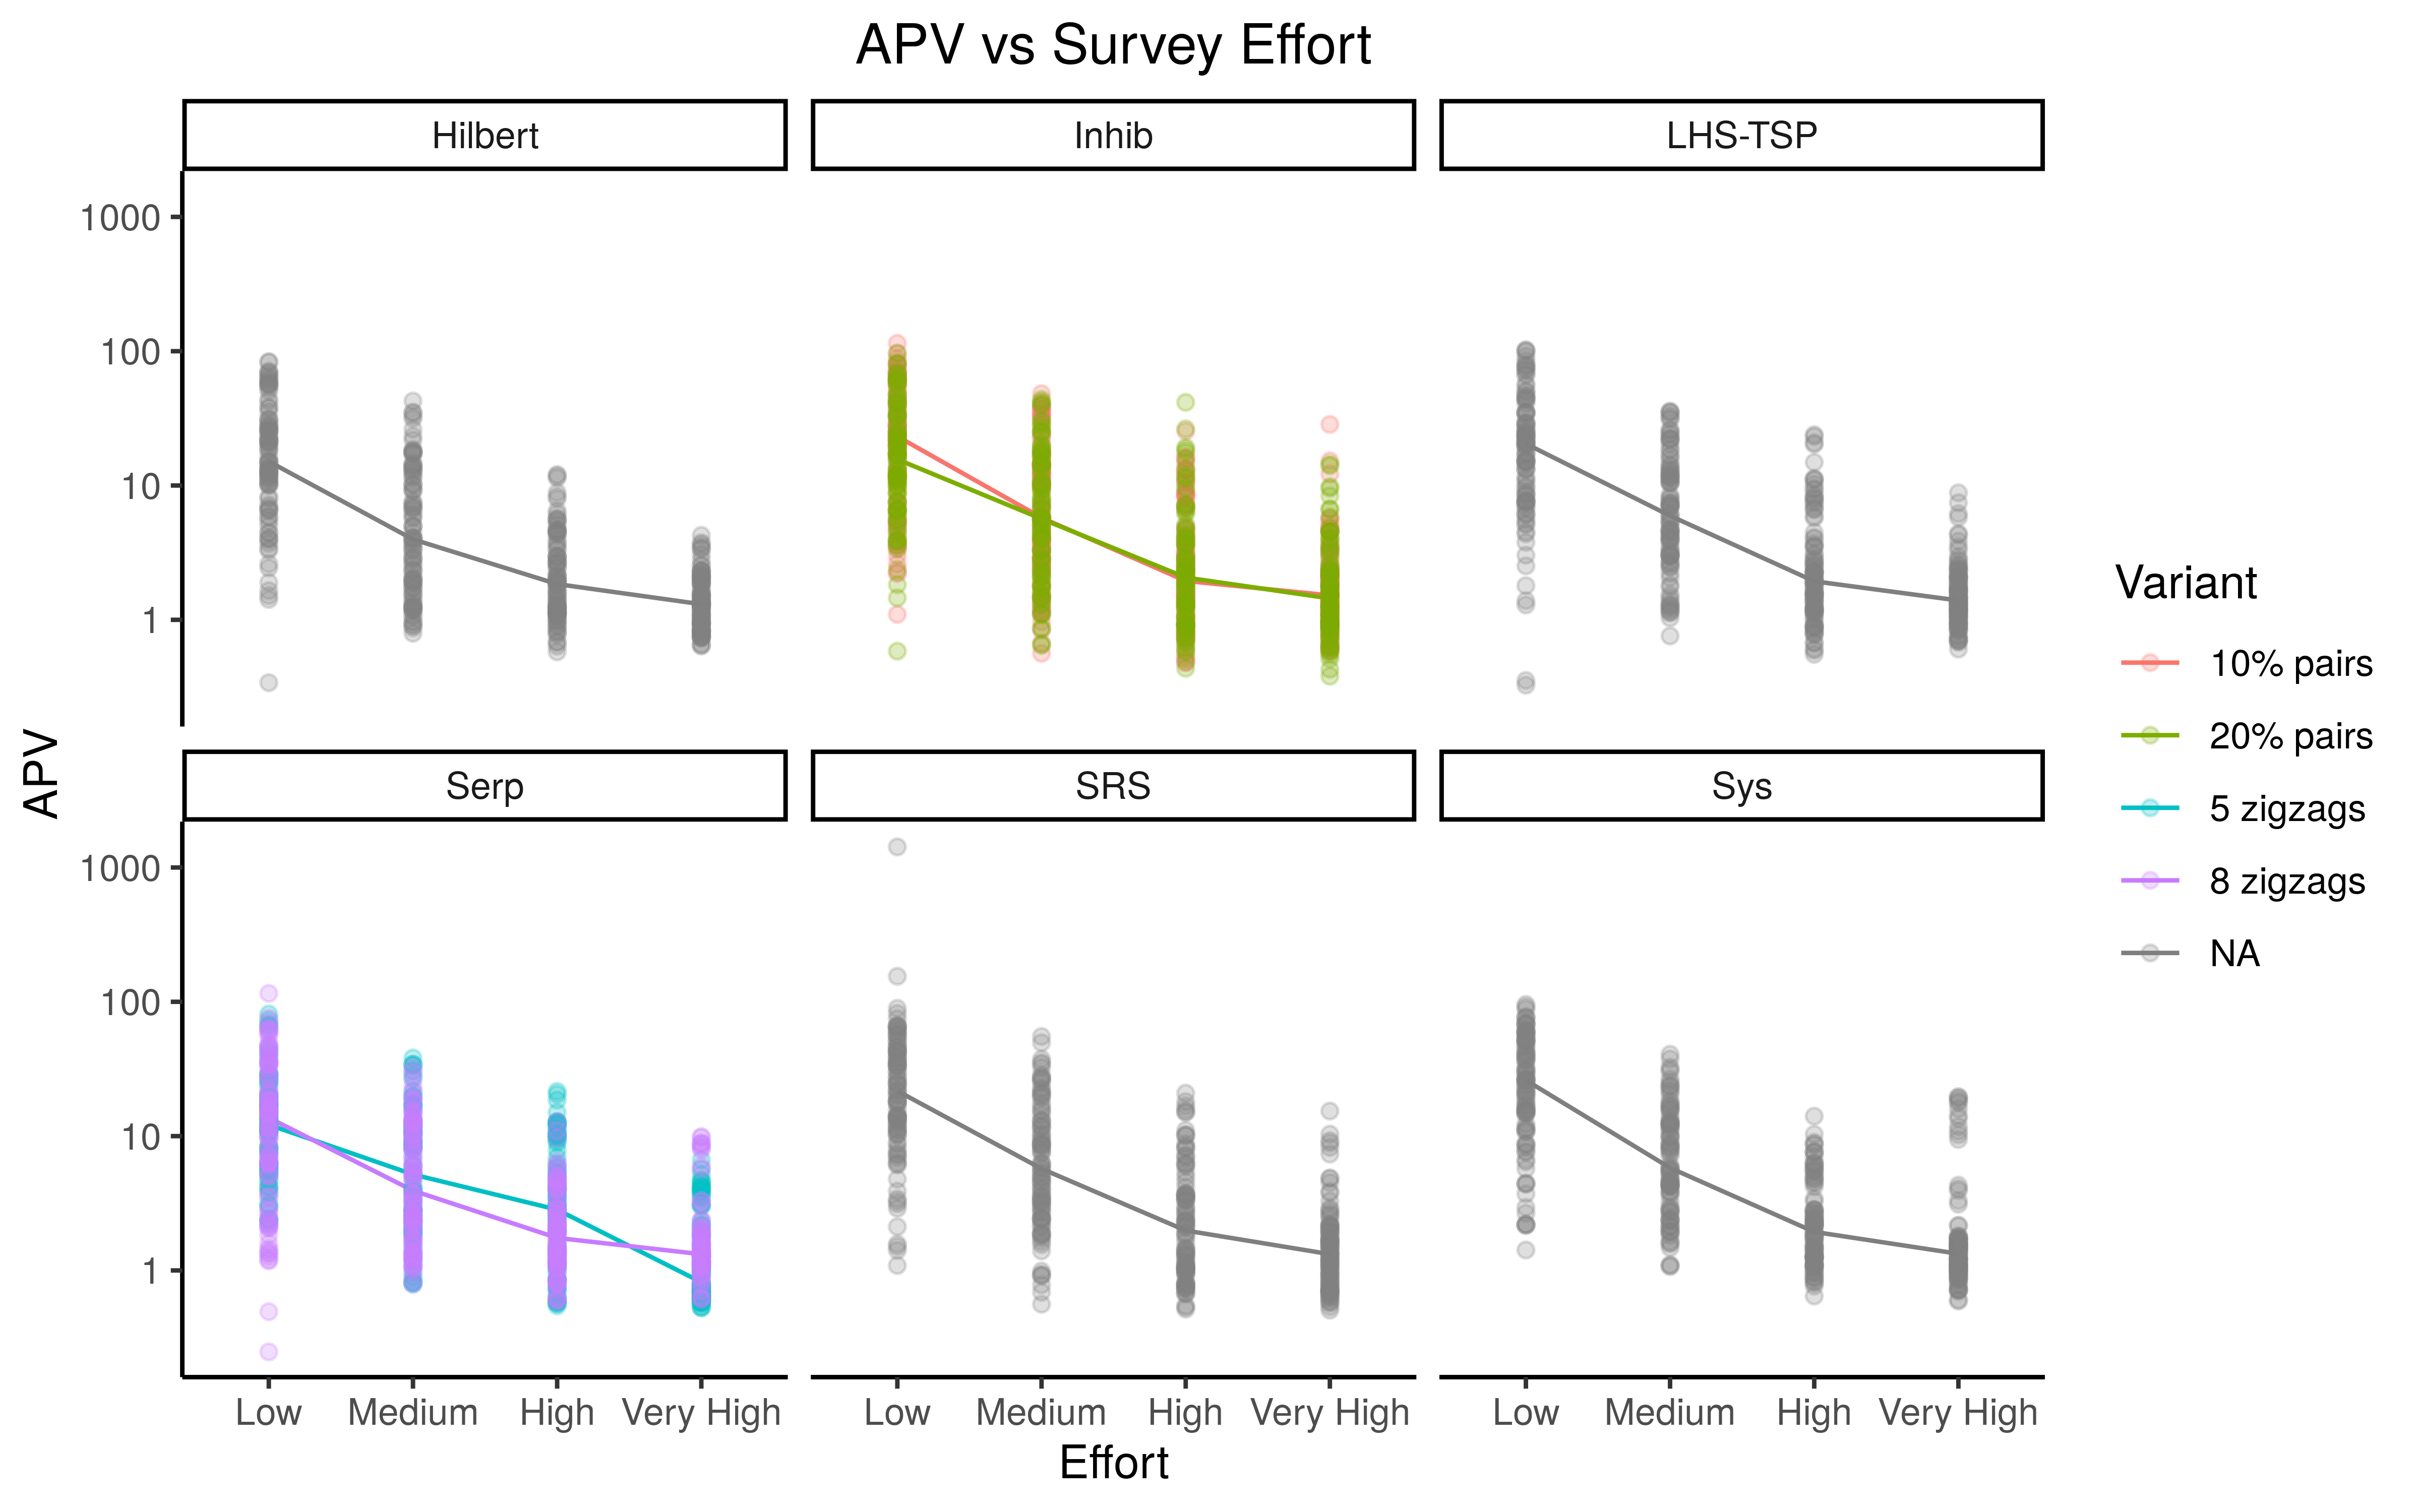 APV vs Survey Effort
Hilbert
Inhib
LHS-TSP
1000
100
10
1
Serp
SRS
Sys
1000
100
10
1
APV
Low Medium High Very High
Low Medium High Very High
Low Medium High Very High
Effort
Variant
10% pairs
20% pairs
5 zigzags
8 zigzags
NA